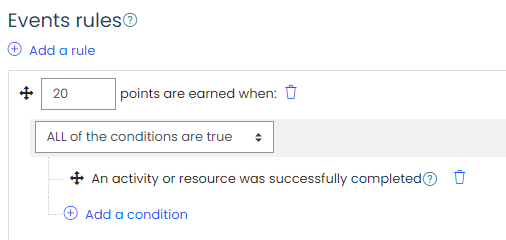 Events rules
Add a rule
20 points are earned when:
ALL of the conditions are true
An activity or resource was successfully completed
Add a condition